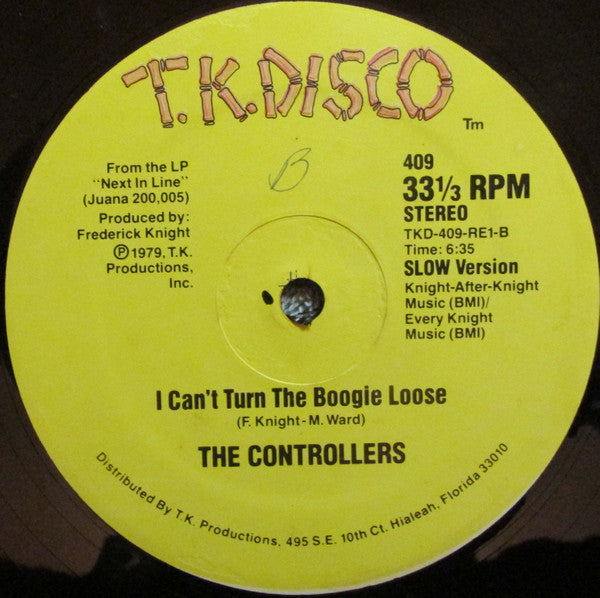 T.K. DISCO
Tm
B
From the LP
"Next In Line"
(Juana 200,005)
Produced by:
Frederick Knight
℗ 1979, T.K.
Productions,
Inc.
409
33⅓ RPM
STEREO
TKD-409-RE1-B
Time: 6:35
SLOW Version
Knight-After-Knight
Music (BMI)/
Every Knight
Music (BMI)
I Can't Turn The Boogie Loose
(F. Knight-M. Ward)
THE CONTROLLERS
Distributed By T.K. Productions, 495 S.E. 10th Ct. Hialeah, Florida 33010